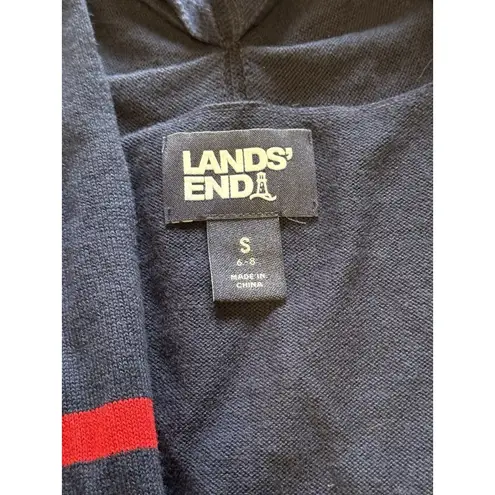 LANDS'
END
S
6-8
MADE IN
CHINA